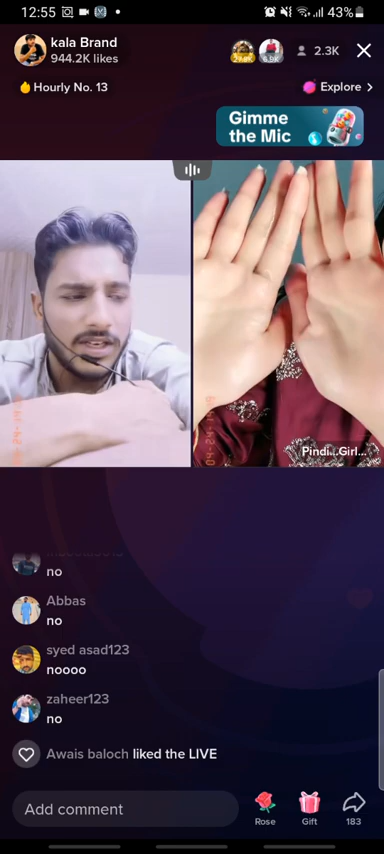 12:55
43%
kala Brand
944.2K likes
2.3K
Hourly No. 13
Explore
Gimme
the Mic
Pindi...Girl...
no
Abbas
no
syed asad123
noooo
zaheer123
no
Awais baloch liked the LIVE
Add comment
Rose
Gift
183